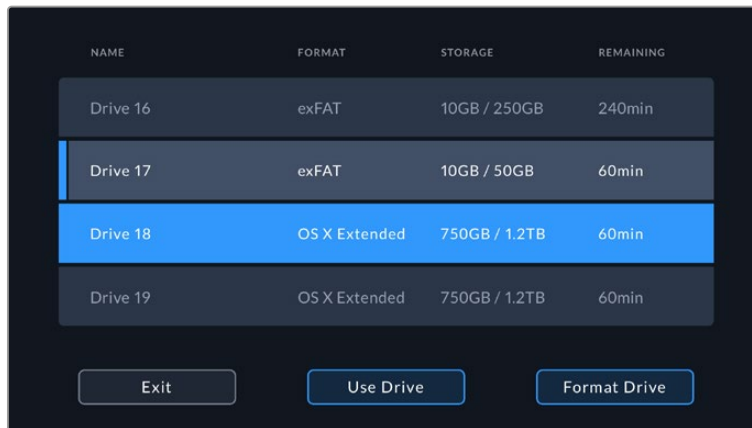 NAME FORMAT STORAGE REMAINING
Drive 16 exFAT 10GB / 250GB 240min
Drive 17 exFAT 10GB / 50GB 60min
Drive 18 OS X Extended 750GB / 1.2TB 60min
Drive 19 OS X Extended 750GB / 1.2TB 60min
Exit Use Drive Format Drive